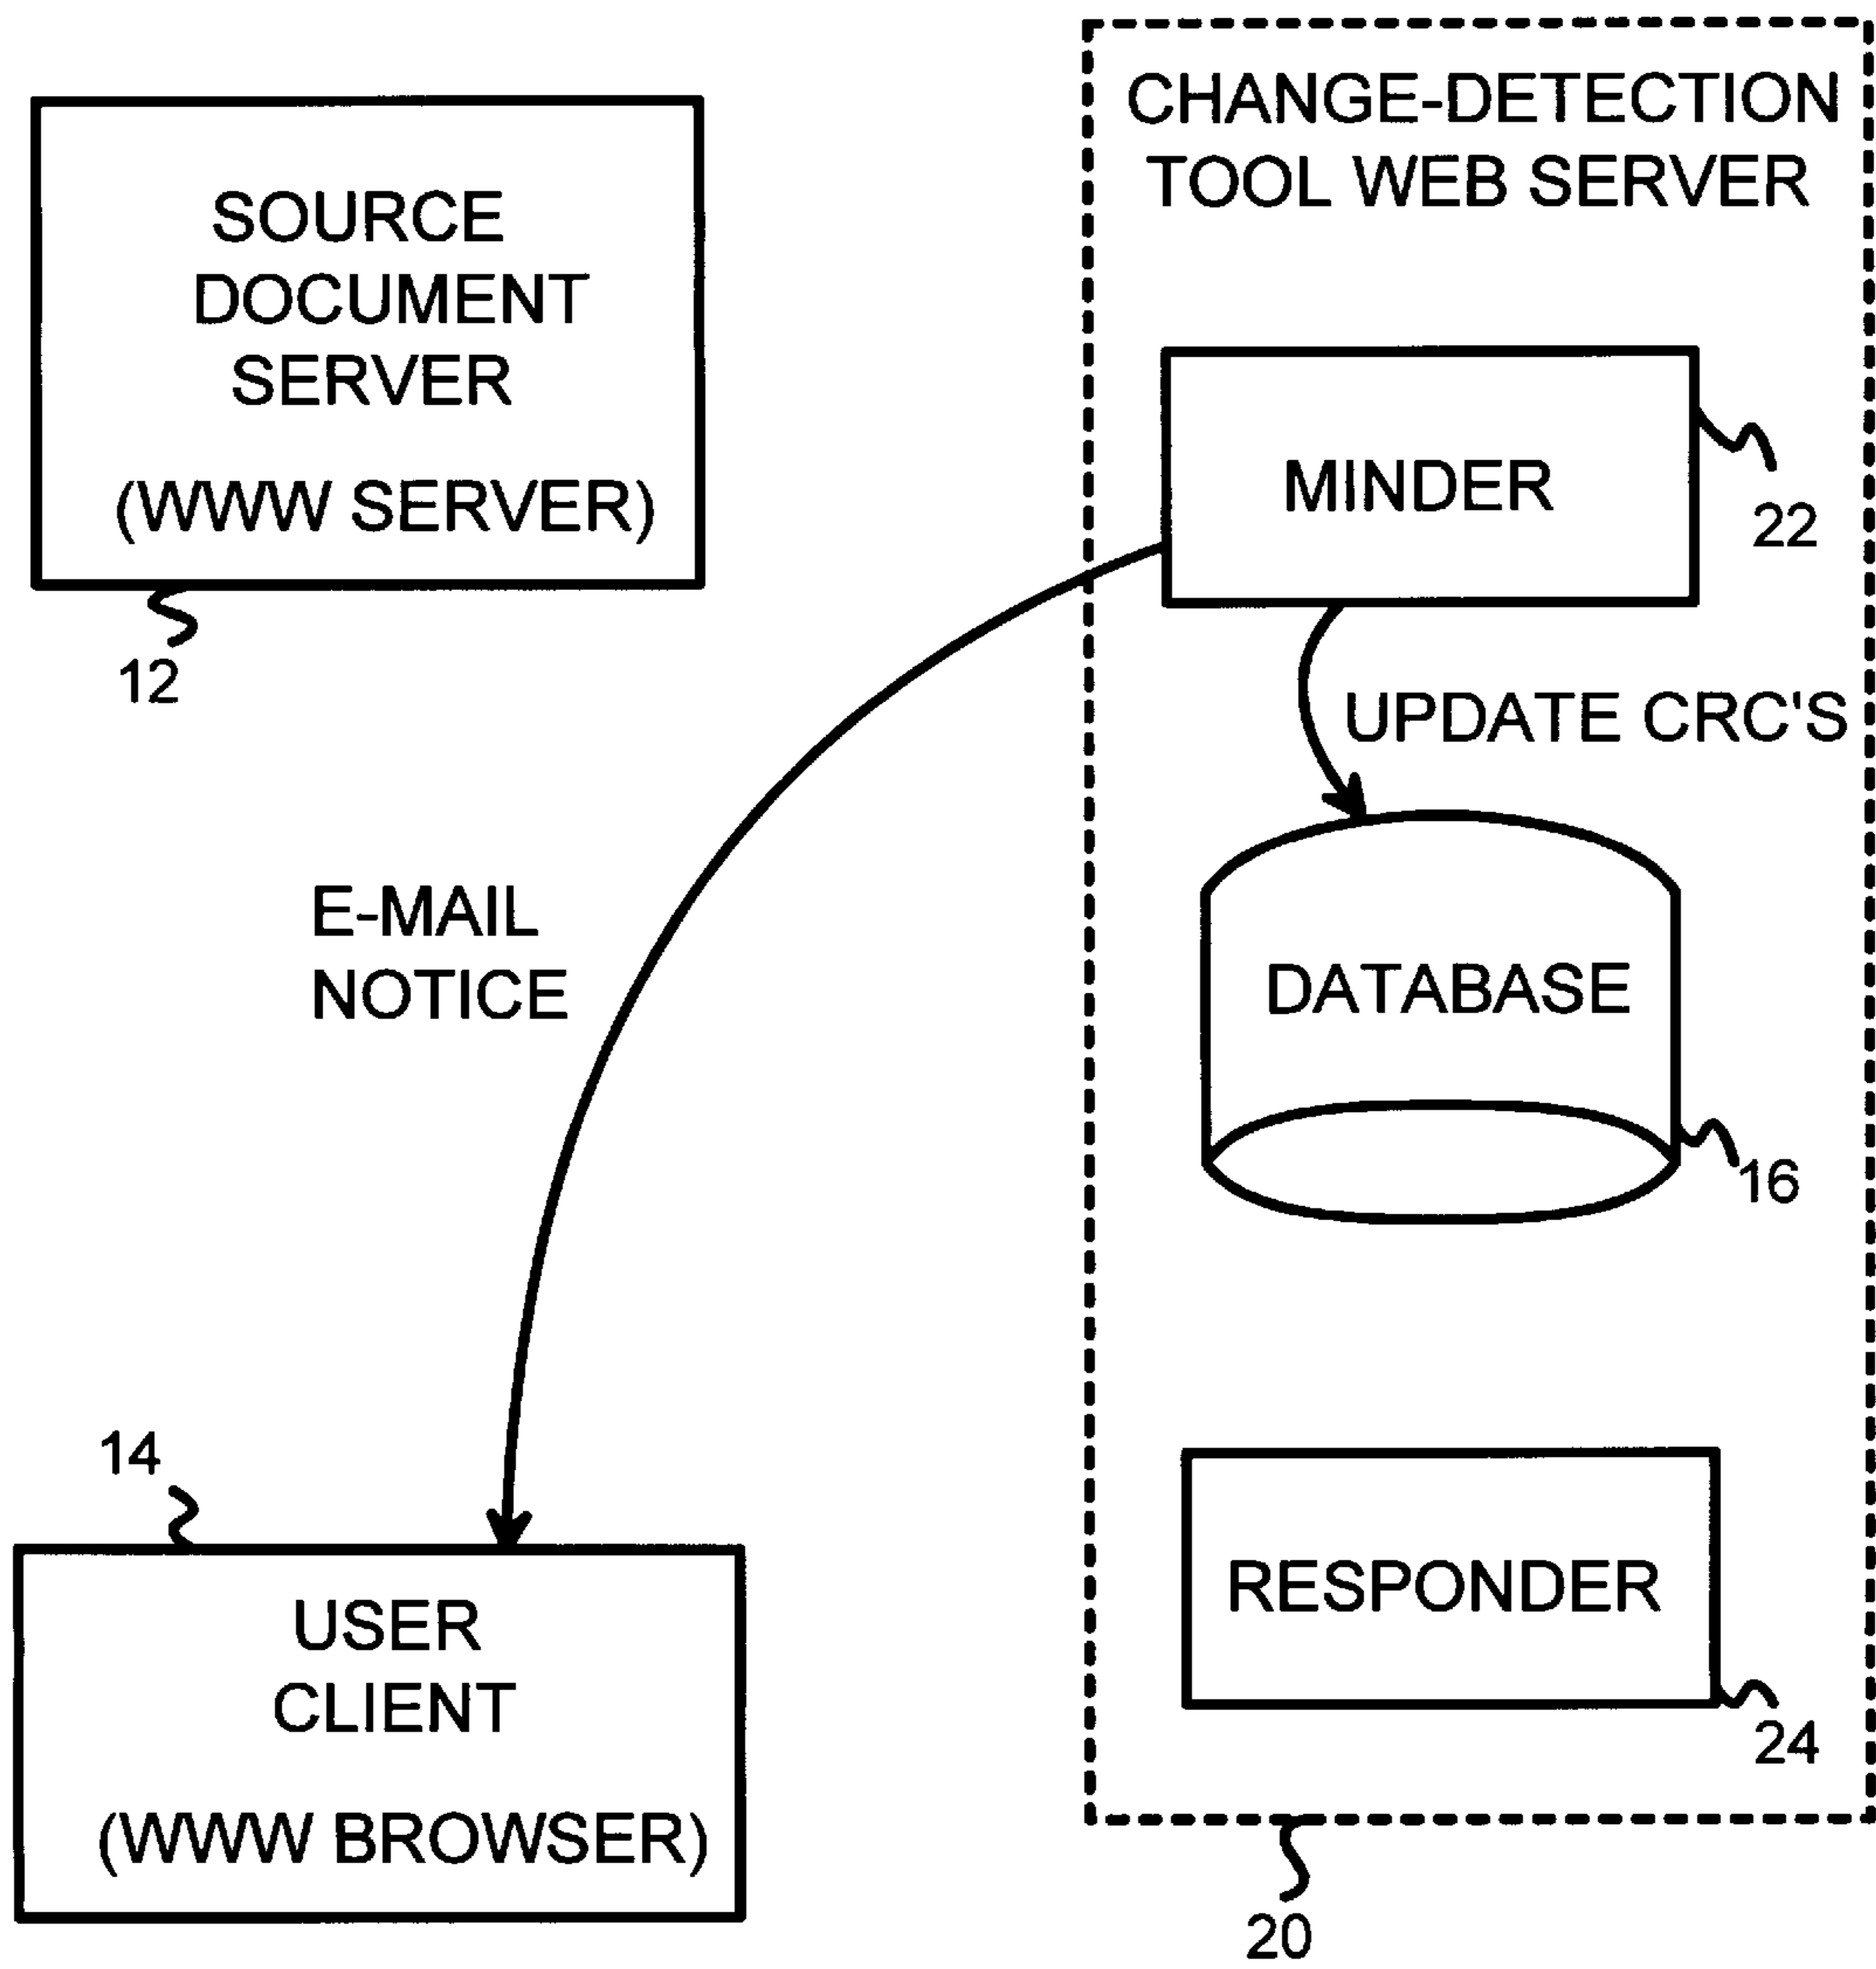 CHANGE-DETECTION
TOOL WEB SERVER
SOURCE
DOCUMENT
SERVER
(WWW SERVER)
12
MINDER
22
UPDATE CRC'S
E-MAIL
NOTICE
DATABASE
16
14
USER
CLIENT
(WWW BROWSER)
RESPONDER
24
20